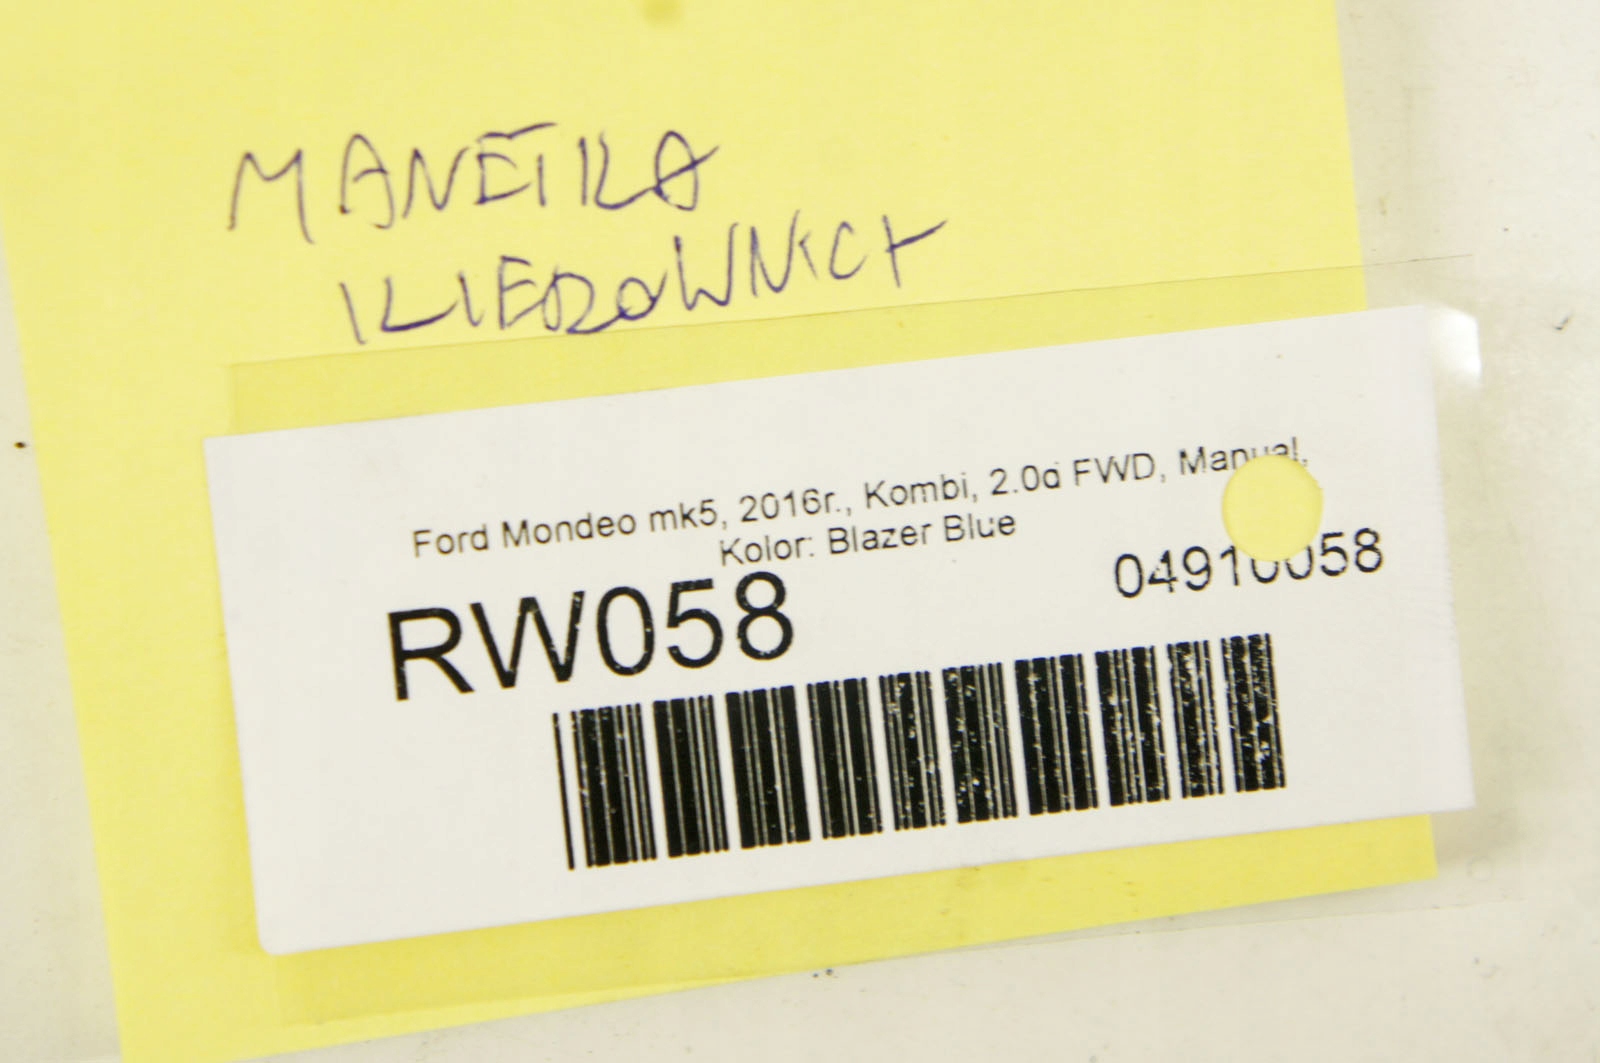 MANETKA
KIEROWNICY
Ford Mondeo mk5, 2016r., Kombi, 2.0d FWD, Manual,
Kolor: Blazer Blue
RW058
04910058